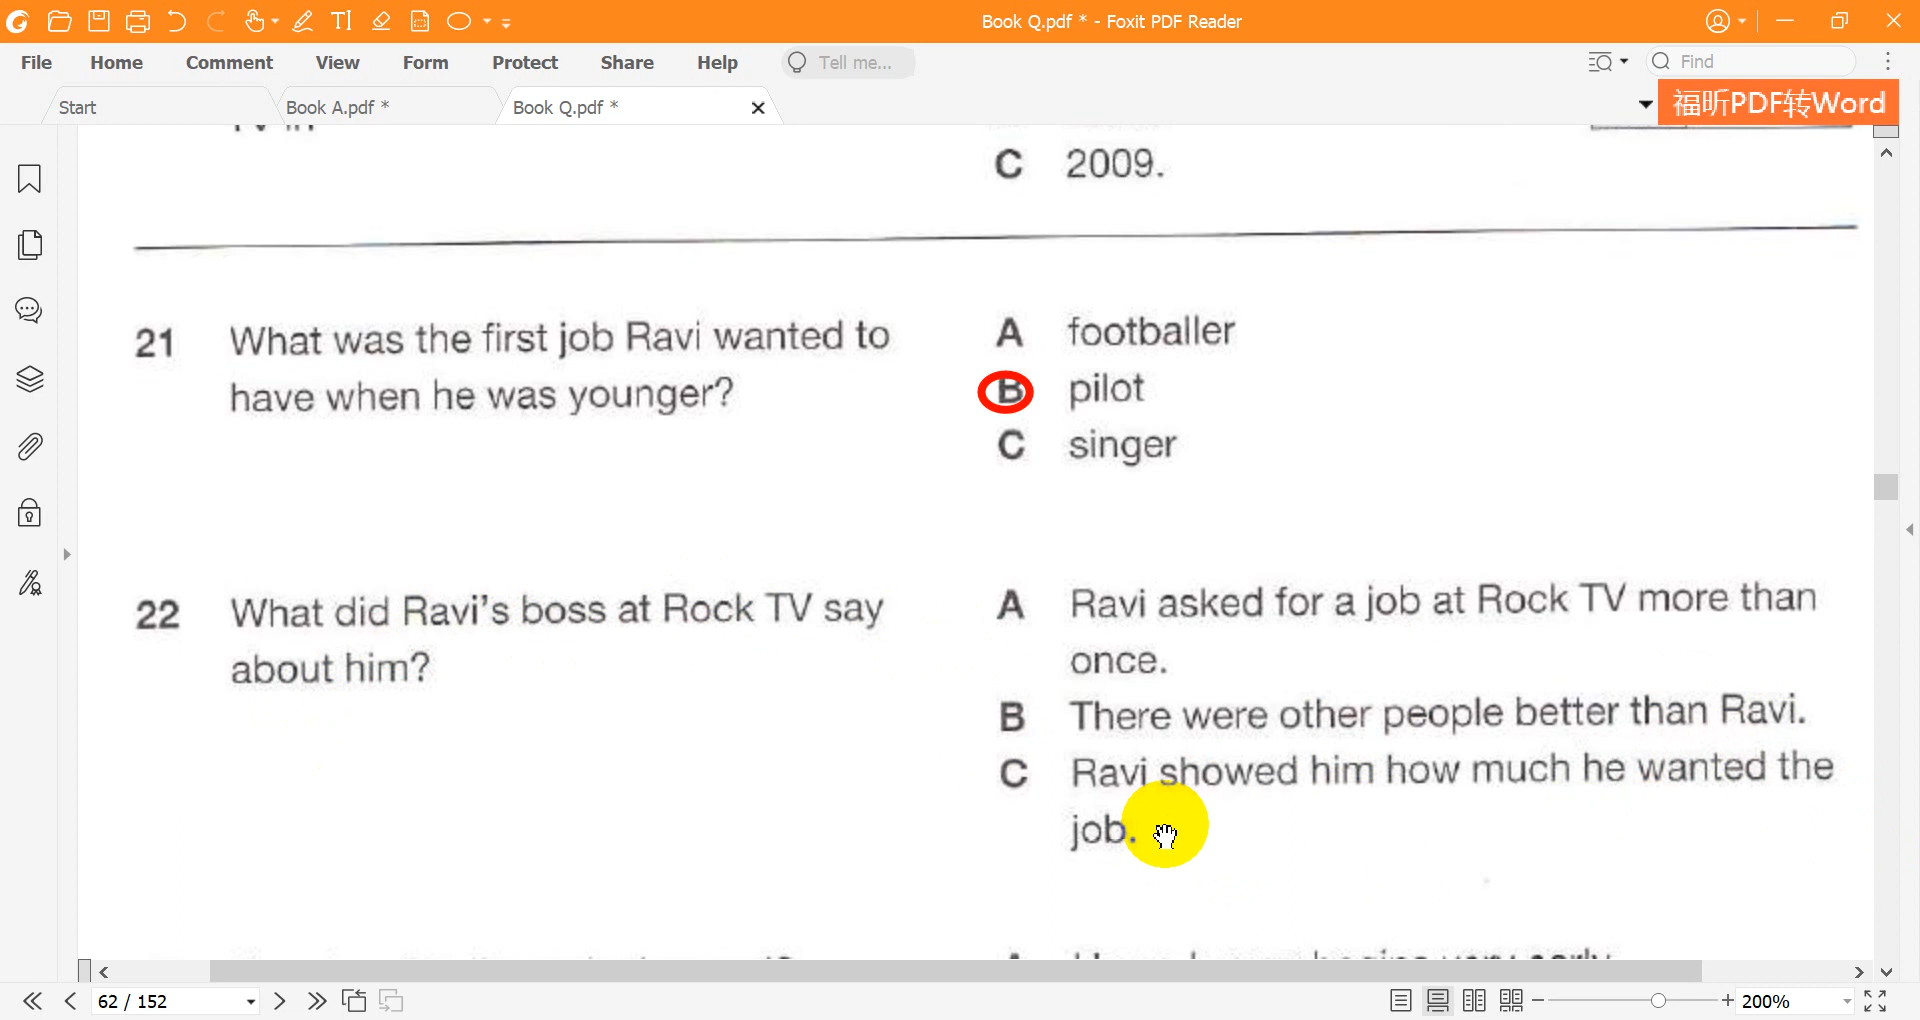 Book Q.pdf * - Foxit PDF Reader
File Home Comment View Form Protect Share Help Tell me... Find
Start Book A.pdf * Book Q.pdf * 福昕PDF转Word
C 2009.
21 What was the first job Ravi wanted to have when he was younger?
A footballer
B pilot
C singer
22 What did Ravi's boss at Rock TV say about him?
A Ravi asked for a job at Rock TV more than
once.
B There were other people better than Ravi.
C Ravi showed him how much he wanted the
job.
62 / 152 200%